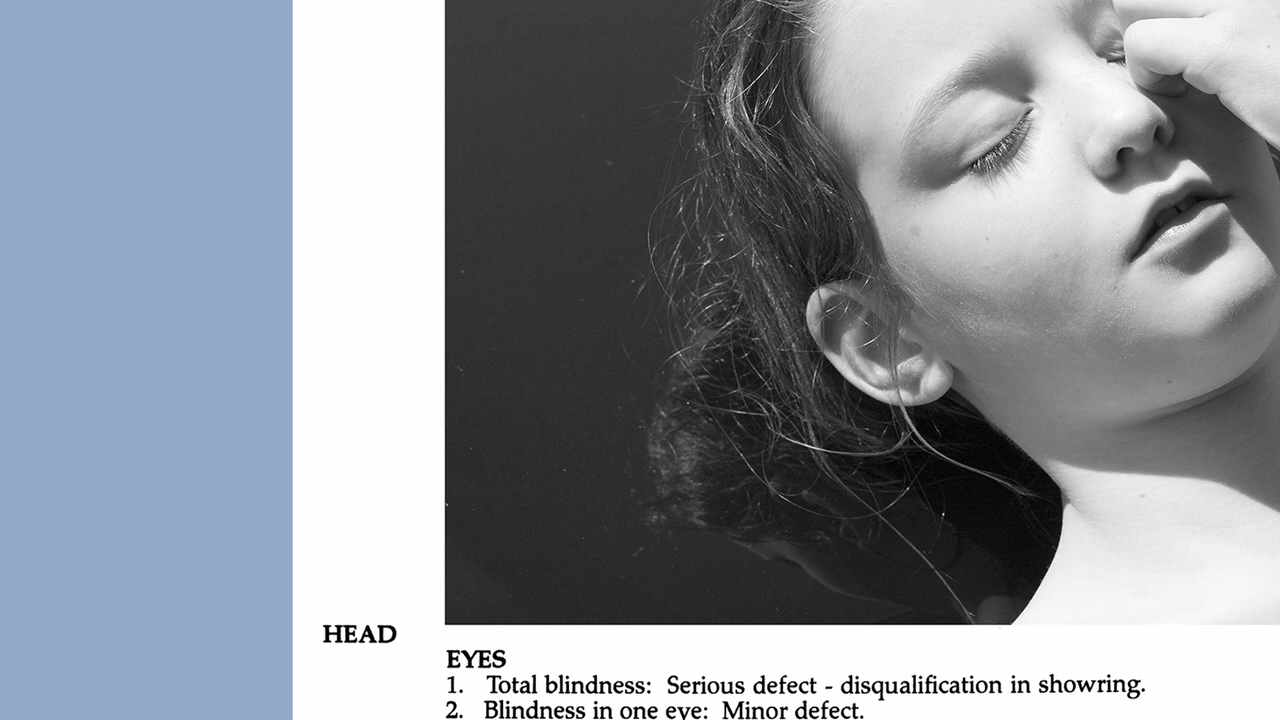 HEAD
EYES
1. Total blindness: Serious defect - disqualification in showring.
2. Blindness in one eye: Minor defect.